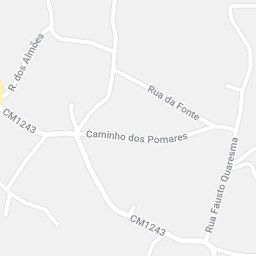 R. dos Almões
Rua da Fonte
CM1243
Caminho dos Pomares
Rua Fausto Quaresma
CM1243